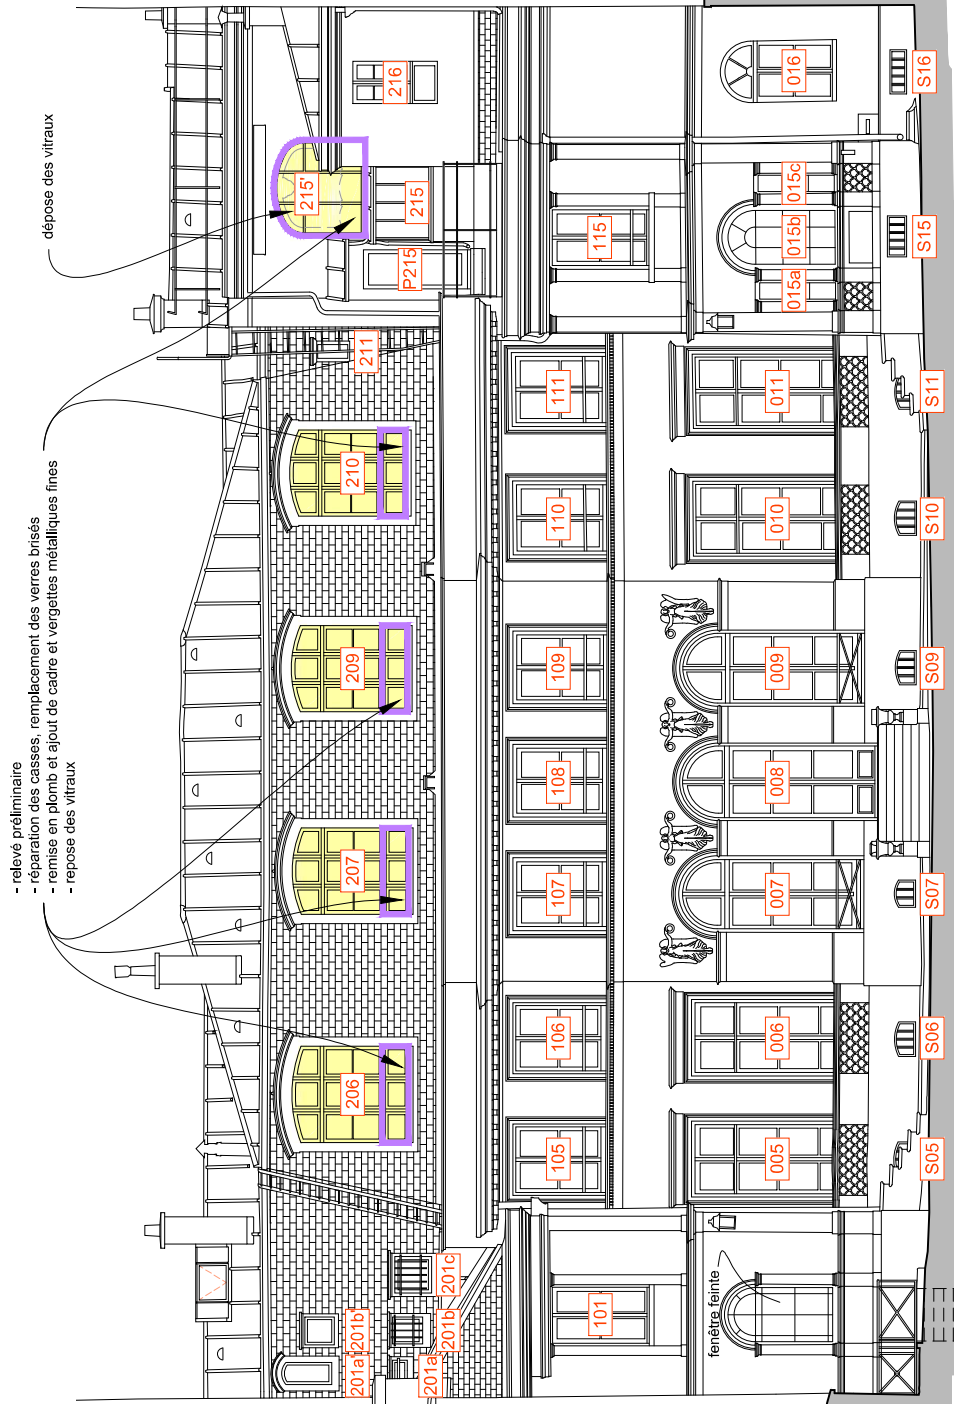 - relevé préliminaire
- réparation des casses, remplacement des verres brisés
- remise en plomb et ajout de cadre et vergettes métalliques fines
- repose des vitraux
dépose des vitraux
201a'
201b'
201a
201b
201c
206
207
209
210
211
P215
215'
215
216
101
105
106
107
108
109
110
111
115
fenêtre feinte
005
006
007
008
009
010
011
015a
015b
015c
016
S05
S06
S07
S09
S10
S11
S15
S16